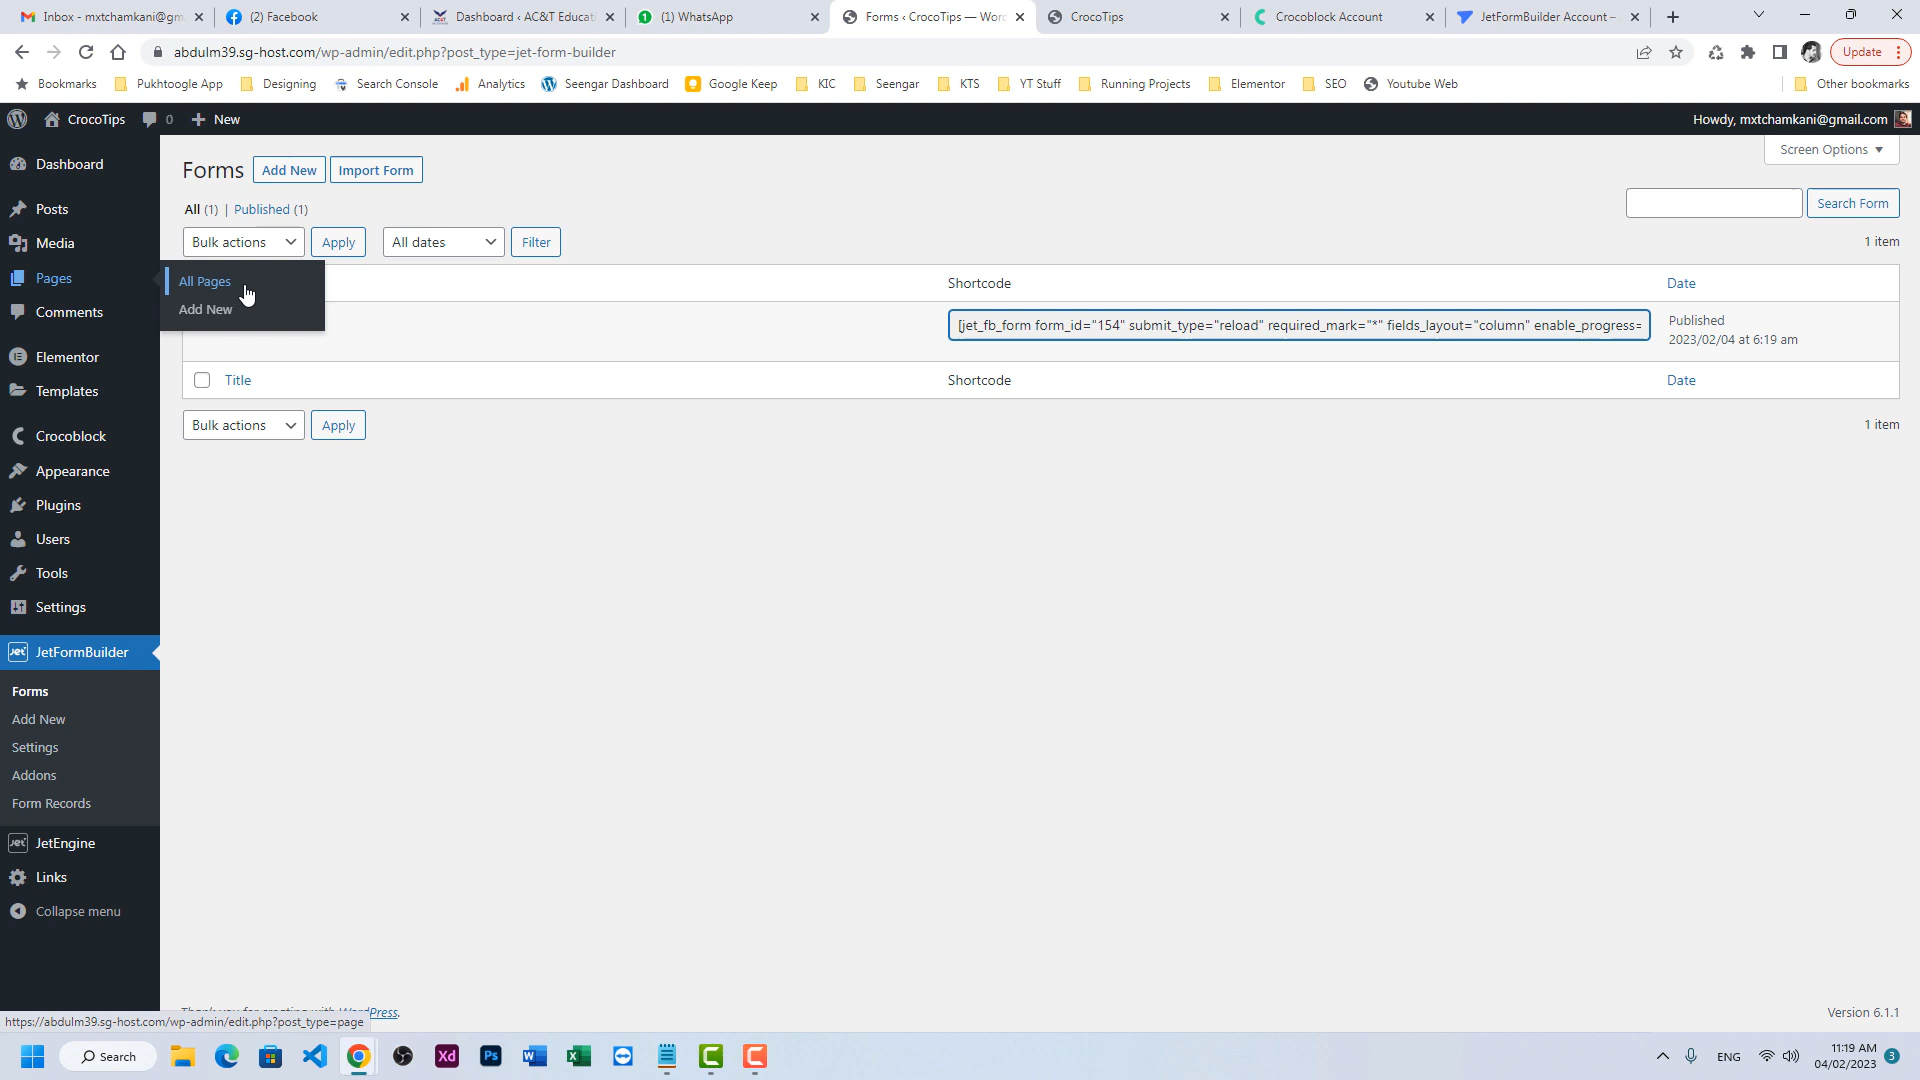 Inbox - mxtchamkani@gm
(2) Facebook
Dashboard ‹ AC&T Educati
(1) WhatsApp
Forms ‹ CrocoTips — Wor
CrocoTips
Crocoblock Account
JetFormBuilder Account –
abdulm39.sg-host.com/wp-admin/edit.php?post_type=jet-form-builder
Update
Bookmarks
Pukhtoogle App
Designing
Search Console
Analytics
Seengar Dashboard
Google Keep
KIC
Seengar
KTS
YT Stuff
Running Projects
Elementor
SEO
Youtube Web
Other bookmarks
CrocoTips
0
New
Howdy, mxtchamkani@gmail.com
Dashboard
Posts
Media
Pages
Comments
Elementor
Templates
Crocoblock
Appearance
Plugins
Users
Tools
Settings
JetFormBuilder
Forms
Add New
Settings
Addons
Form Records
JetEngine
Links
Collapse menu
All Pages
Add New
Screen Options
Forms
Add New
Import Form
All (1) | Published (1)
Search Form
Bulk actions
Apply
All dates
Filter
1 item
Shortcode
Date
[jet_fb_form form_id="154" submit_type="reload" required_mark="*" fields_layout="column" enable_progress=
Published
2023/02/04 at 6:19 am
Title
Shortcode
Date
Bulk actions
Apply
1 item
Thank you for creating with WordPress.
Version 6.1.1
https://abdulm39.sg-host.com/wp-admin/edit.php?post_type=page
Search
ENG
11:19 AM
04/02/2023
3